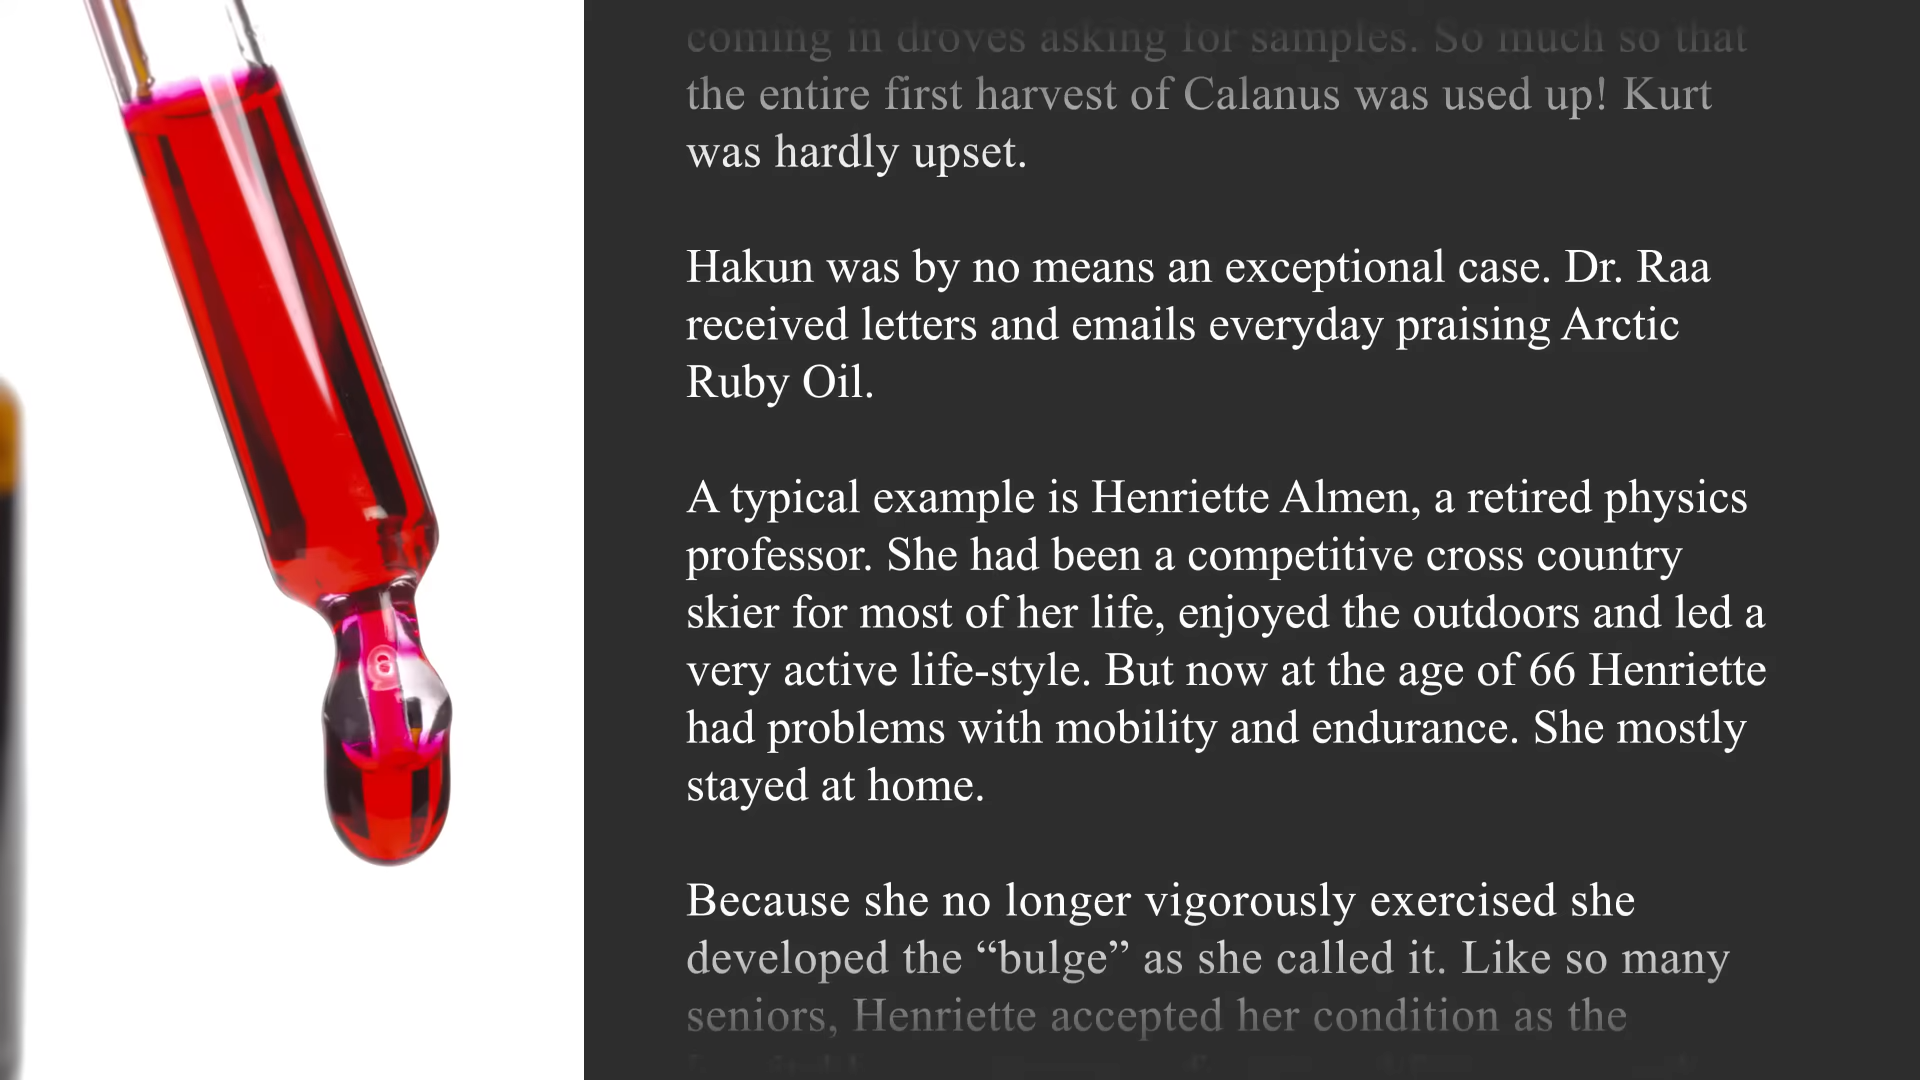 coming in droves asking for samples. So much so that
the entire first harvest of Calanus was used up! Kurt
was hardly upset.
Hakun was by no means an exceptional case. Dr. Raa
received letters and emails everyday praising Arctic
Ruby Oil.
A typical example is Henriette Almen, a retired physics
professor. She had been a competitive cross country
skier for most of her life, enjoyed the outdoors and led a
very active life-style. But now at the age of 66 Henriette
had problems with mobility and endurance. She mostly
stayed at home.
Because she no longer vigorously exercised she
developed the “bulge” as she called it. Like so many
seniors, Henriette accepted her condition as the